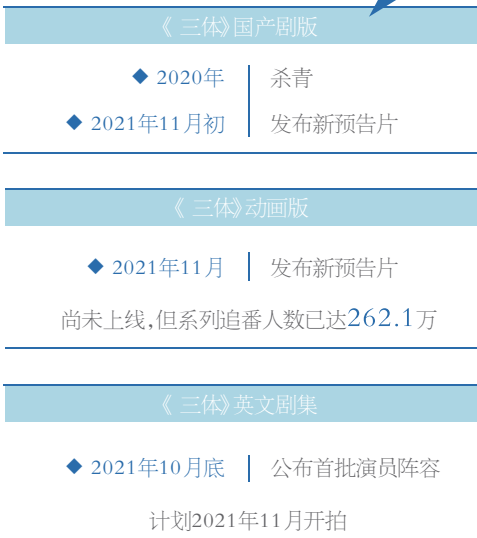 《三体》国产剧版
◆ 2020年 | 杀青
◆ 2021年11月初 | 发布新预告片
《三体》动画版
◆ 2021年11月 | 发布新预告片
尚未上线,但系列追番人数已达262.1万
《三体》英文剧集
◆ 2021年10月底 | 公布首批演员阵容
计划2021年11月开拍